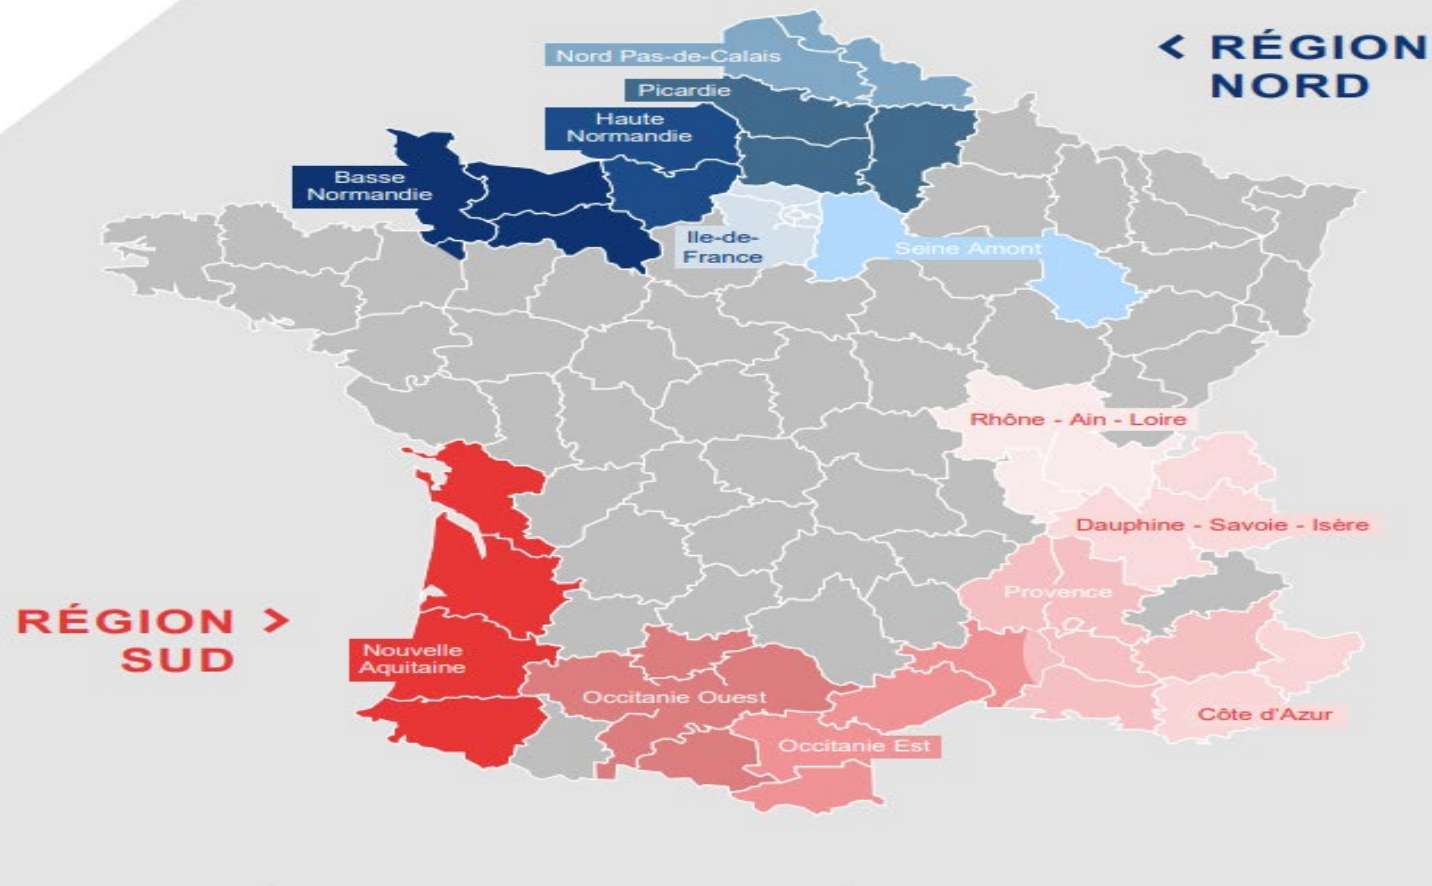 < RÉGION
NORD
Nord Pas-de-Calais
Picardie
Haute
Normandie
Basse
Normandie
Ile-de-
France
Seine Amont
Rhône - Ain - Loire
Dauphine - Savoie - Isère
Provence
RÉGION >
SUD
Nouvelle
Aquitaine
Occitanie Ouest
Côte d'Azur
Occitanie Est